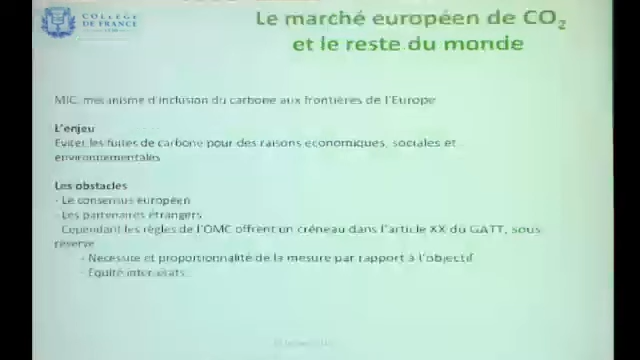 COLLÈGE
DE FRANCE
Le marché européen de CO2
et le reste du monde
MIC, mécanisme d'inclusion du carbone aux frontières de l'Europe
L'enjeu
Eviter les fuites de carbone pour des raisons économiques, sociales et
environnementales
Les obstacles
- Le consensus européen
- Les partenaires étrangers
Cependant les règles de l'OMC offrent un créneau dans l'article XX du GATT, sous
réserve
- Nécessité et proportionnalité de la mesure par rapport à l'objectif
- Equité inter-états.